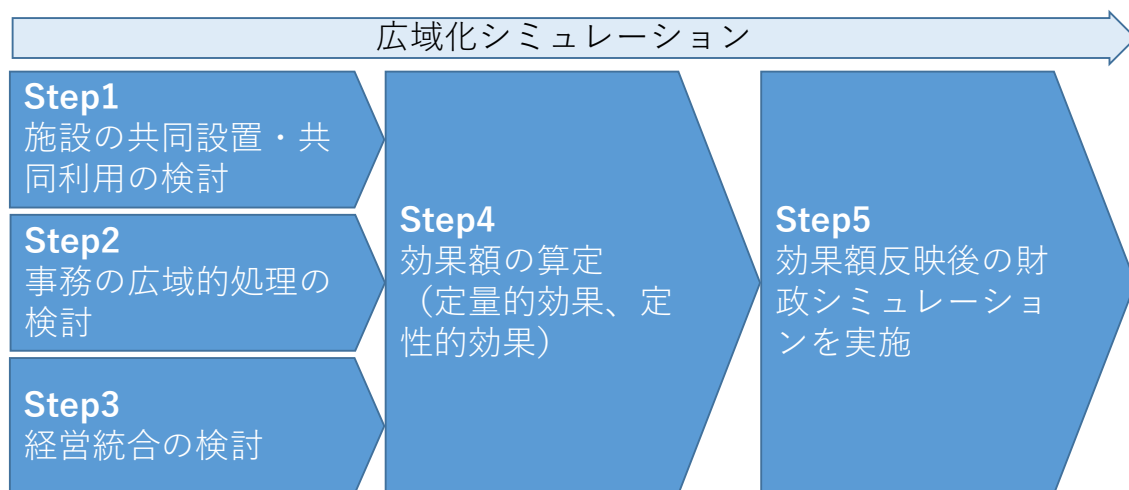 広域化シミュレーション
Step1
施設の共同設置・共
同利用の検討
Step2
事務の広域的処理の
検討
Step3
経営統合の検討
Step4
効果額の算定
（定量的効果、定
性的効果）
Step5
効果額反映後の財
政シミュレーショ
ンを実施